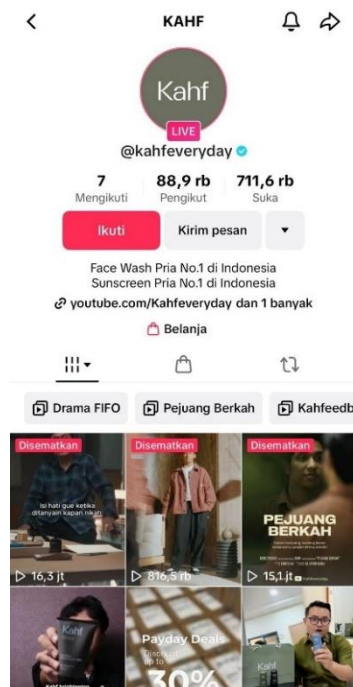 KAHF
Kahf
LIVE
@kahfeveryday
7
Mengikuti
88,9 rb
Pengikut
711,6 rb
Suka
Ikuti
Kirim pesan
Face Wash Pria No.1 di Indonesia
Sunscreen Pria No.1 di Indonesia
youtube.com/Kahfeveryday dan 1 banyak
Belanja
Drama FIFO
Pejuang Berkah
Kahfeedb
Disematkan
Isi hati gue ketika
ditanyain kapan nikah
16,3 jt
Disematkan
816,5 rb
Disematkan
PEJUANG
BERKAH
15,1 jt
Kahf
Payday Deals
Discount
up to
30%
Kahf